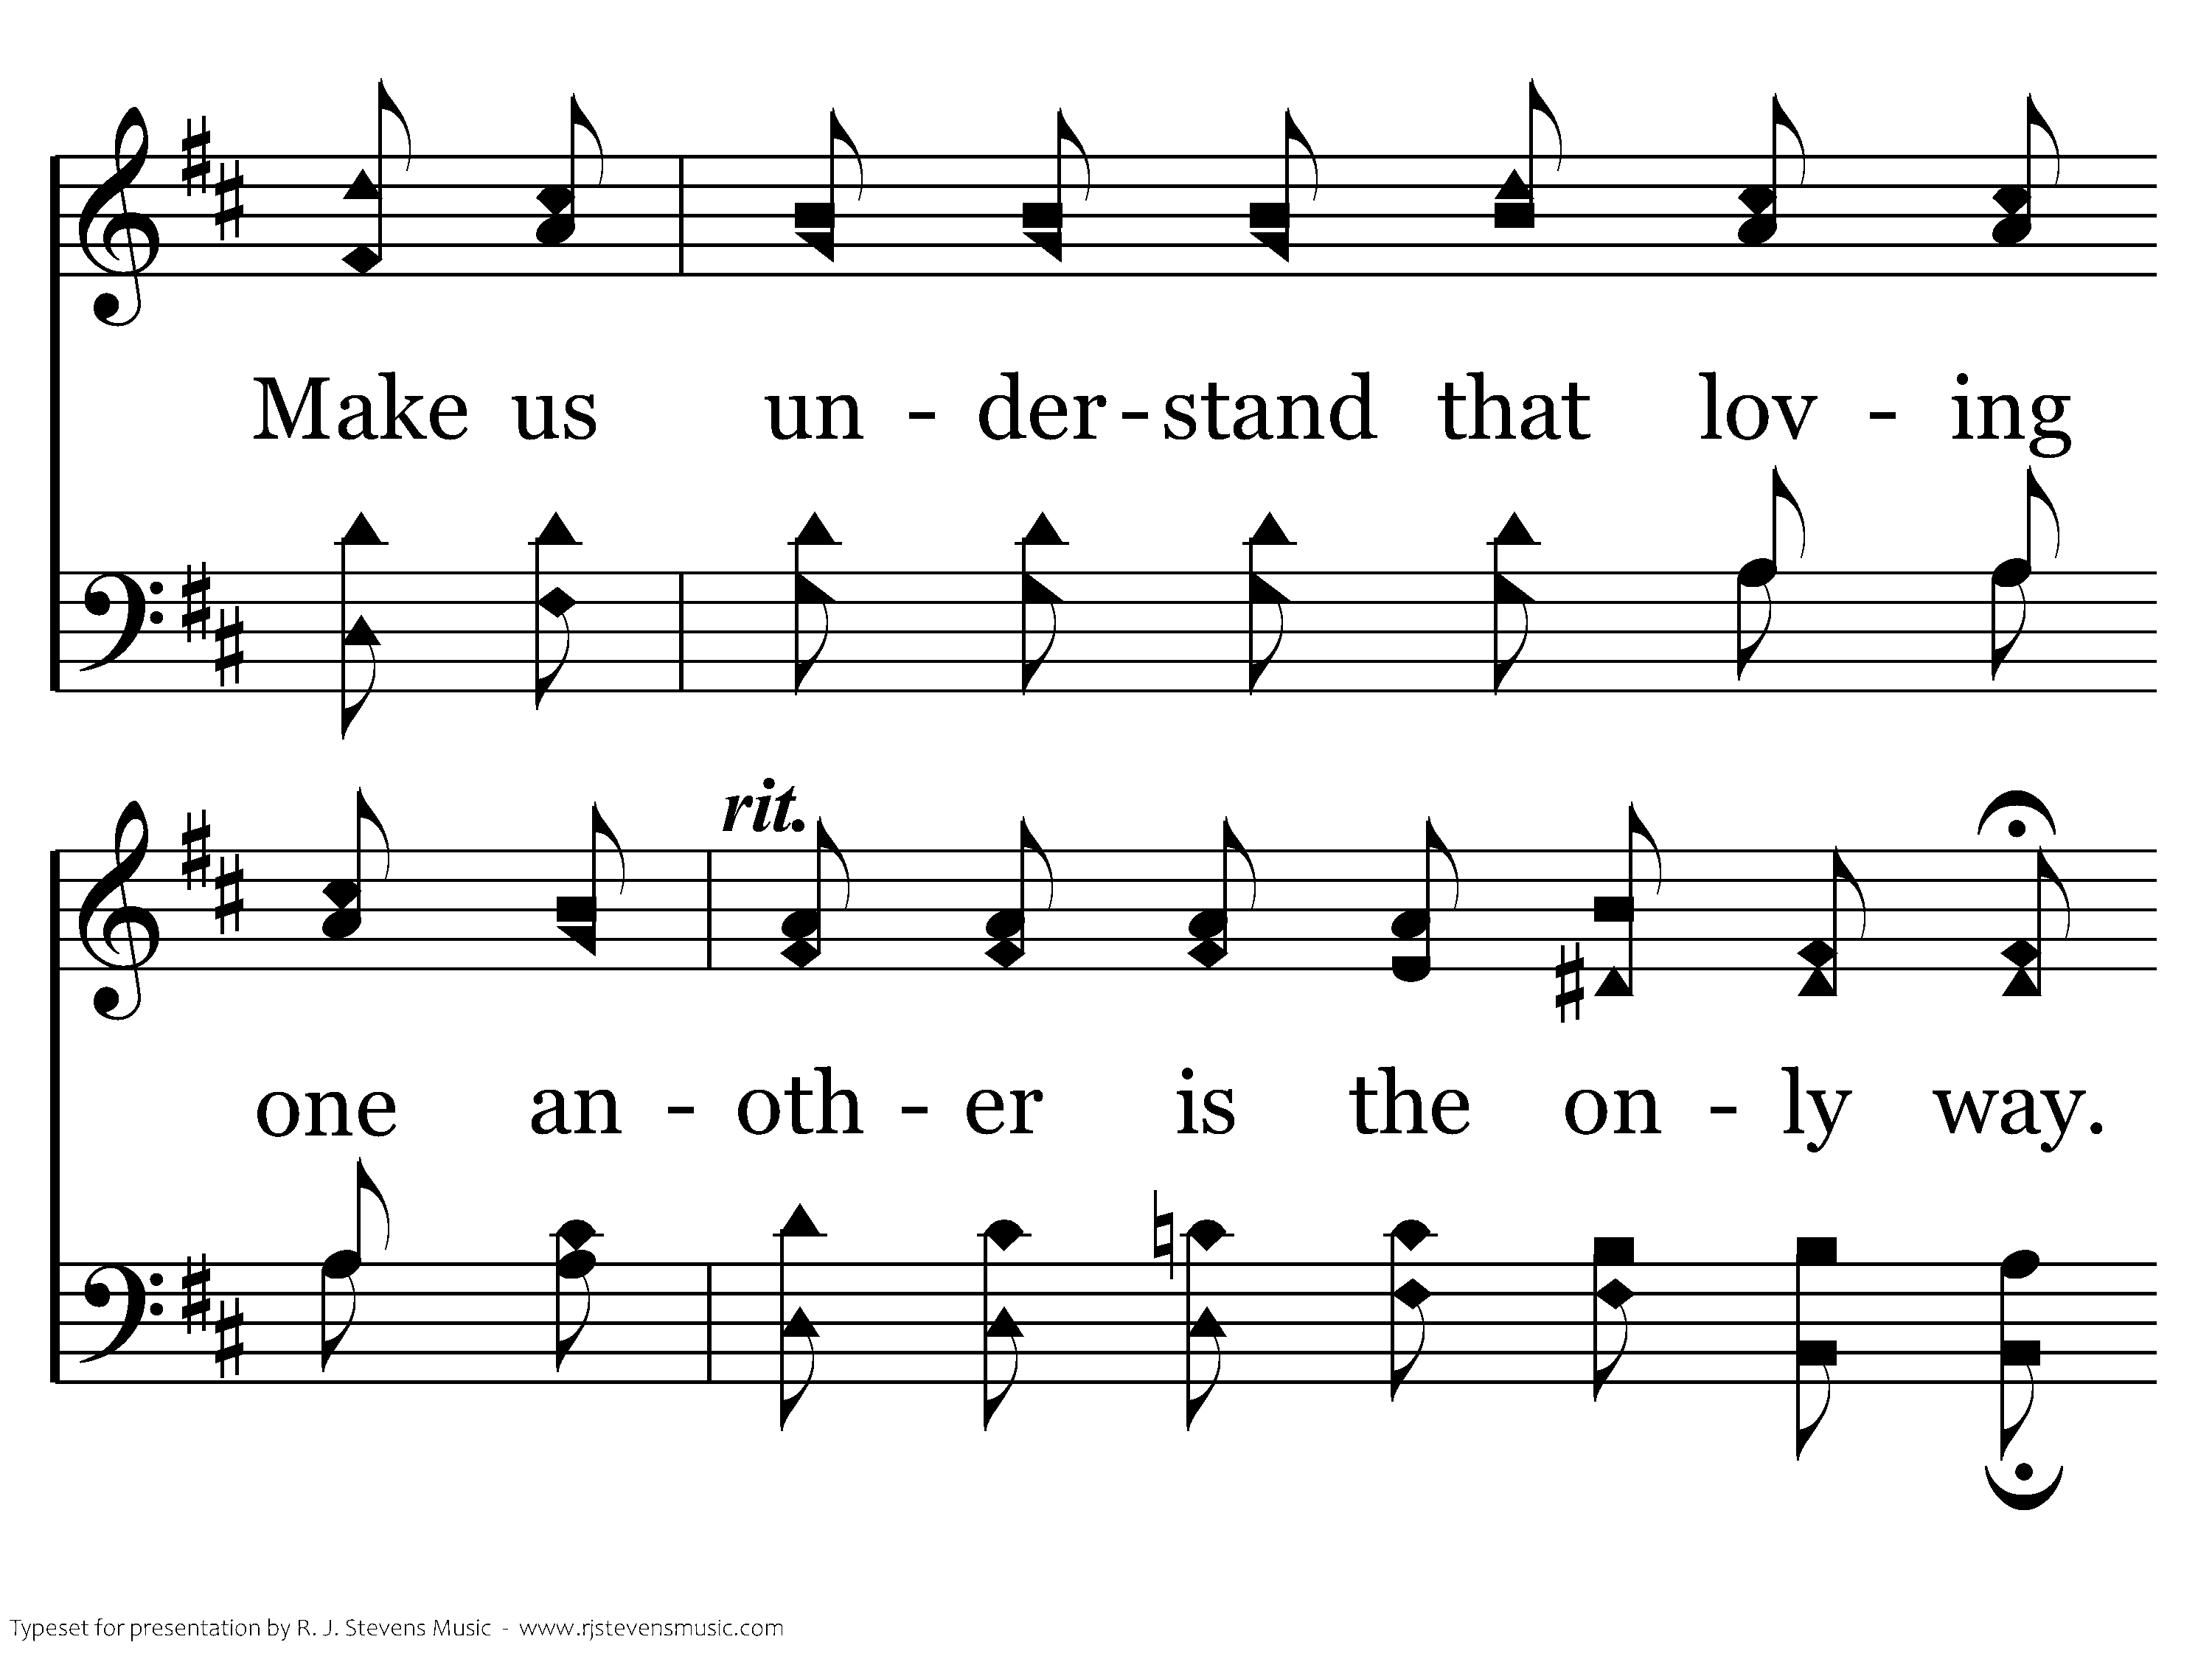 Make us un - der - stand that lov - ing
rit.
one an - oth - er is the on - ly way.
Typeset for presentation by R. J. Stevens Music - www.rjstevensmusic.com